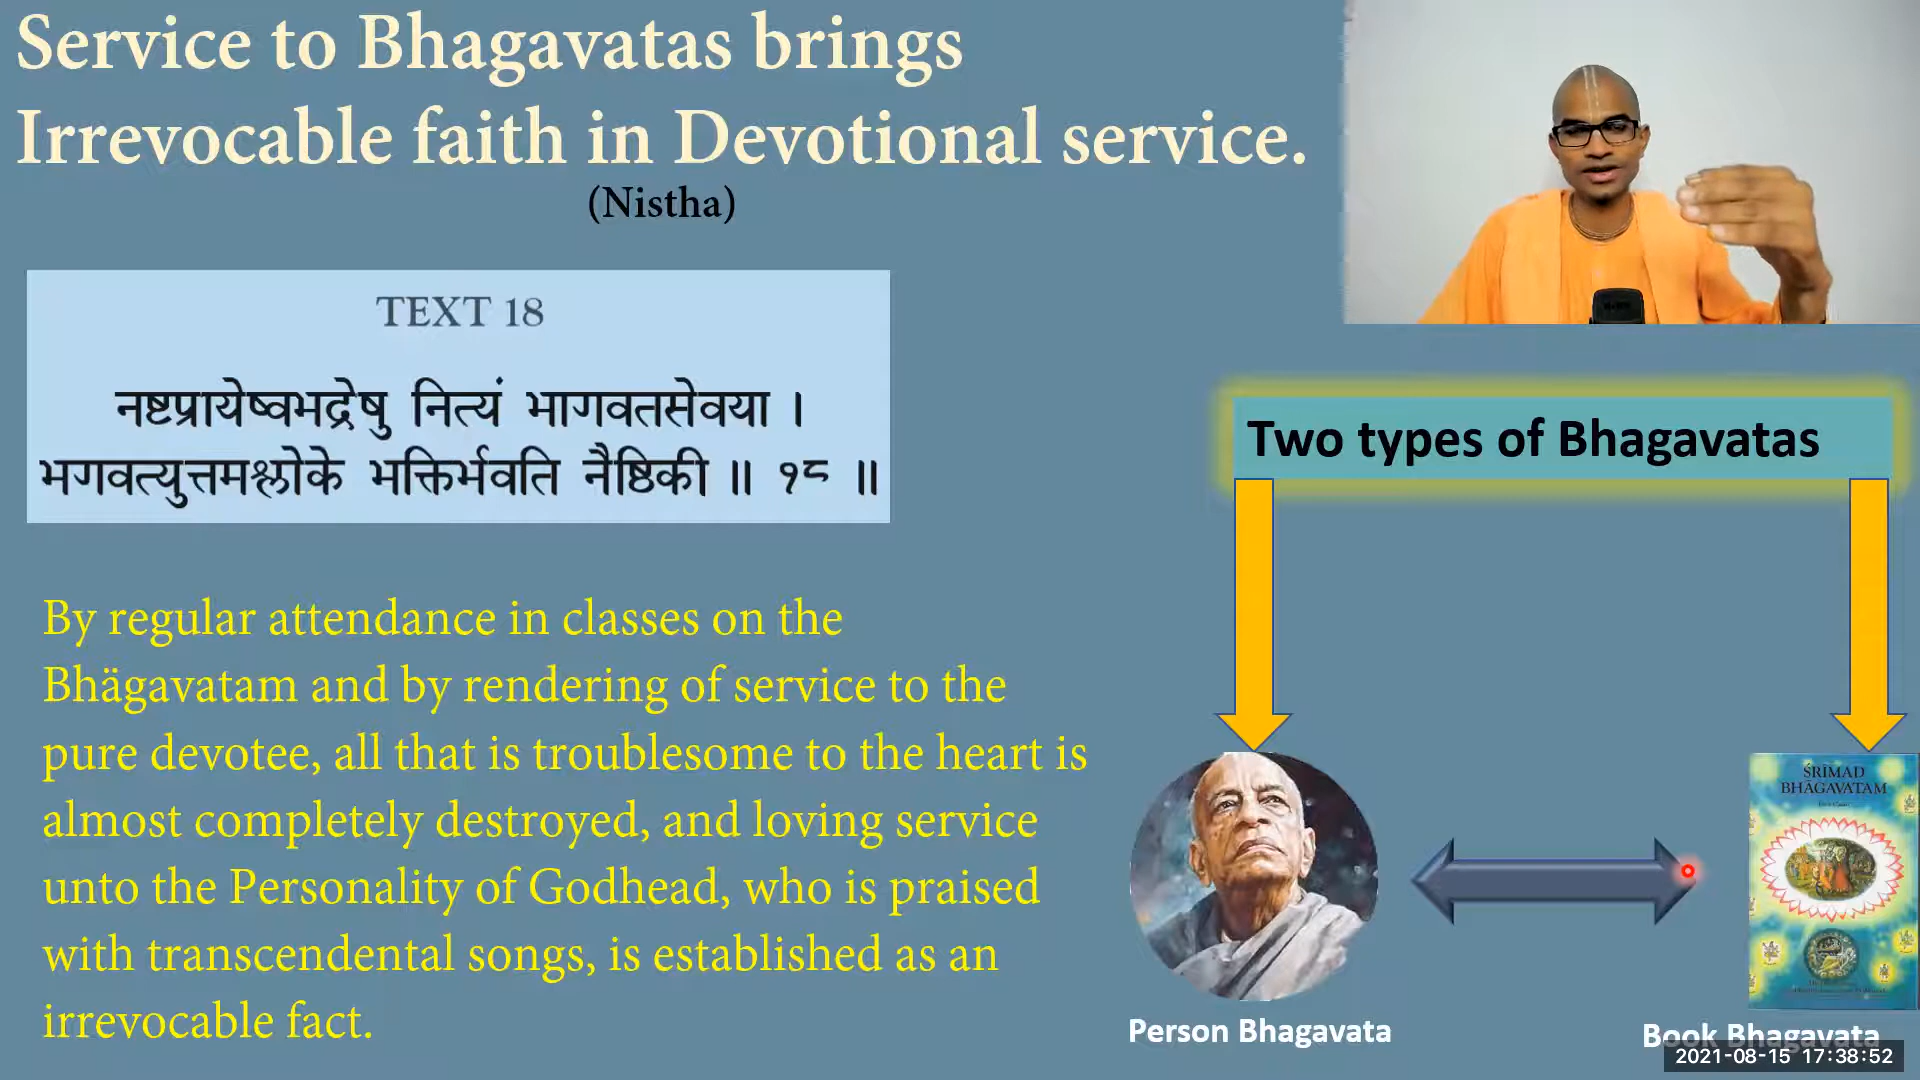 Service to Bhagavatas brings
Irrevocable faith in Devotional service.
(Nistha)
TEXT 18
नष्टप्रायेष्वभद्रेषु नित्यं भागवतसेवया ।
भगवत्युत्तमश्लोके भक्तिर्भवति नैष्ठिकी ॥ १८ ॥
By regular attendance in classes on the
Bhägavatam and by rendering of service to the
pure devotee, all that is troublesome to the heart is
almost completely destroyed, and loving service
unto the Personality of Godhead, who is praised
with transcendental songs, is established as an
irrevocable fact.
Two types of Bhagavatas
ŚRĪMAD
BHĀGAVATAM
Person Bhagavata
Book Bhagavata
2021-08-15 17:38:52